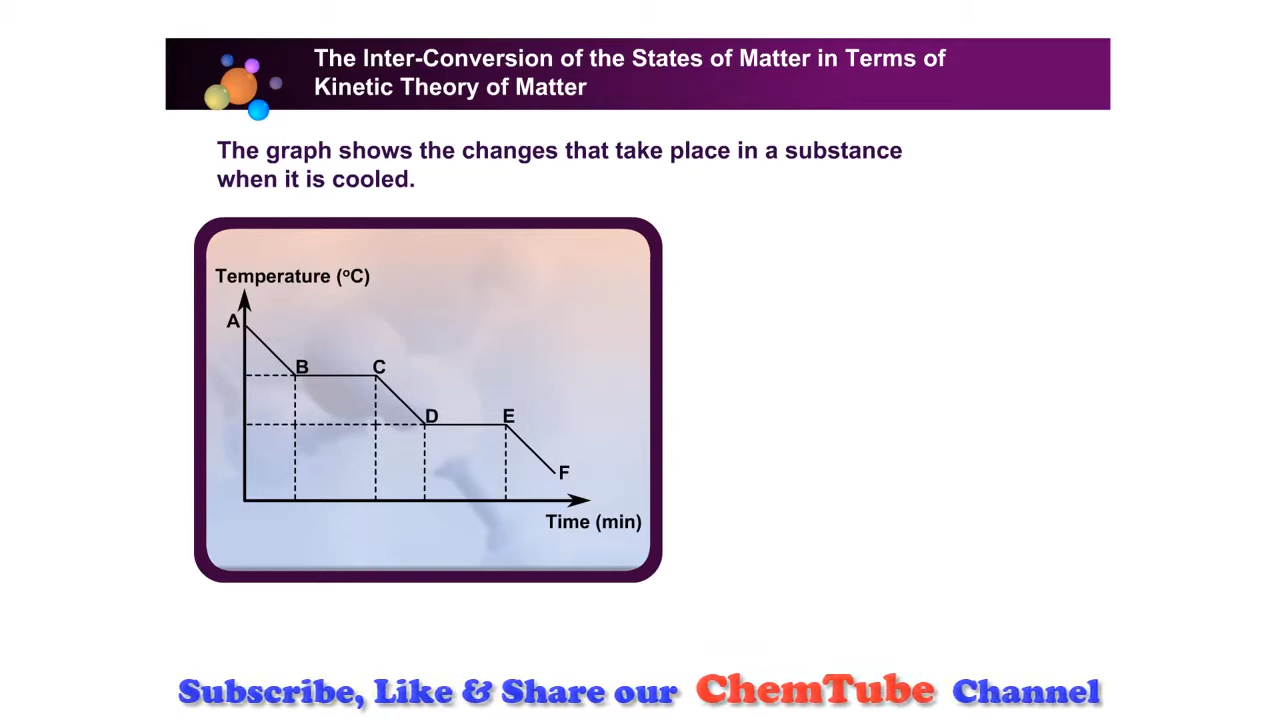 The Inter-Conversion of the States of Matter in Terms of
Kinetic Theory of Matter
The graph shows the changes that take place in a substance
when it is cooled.
Temperature (ºC)
A
B
C
D
E
F
Time (min)
Subscribe, Like & Share our ChemTube Channel